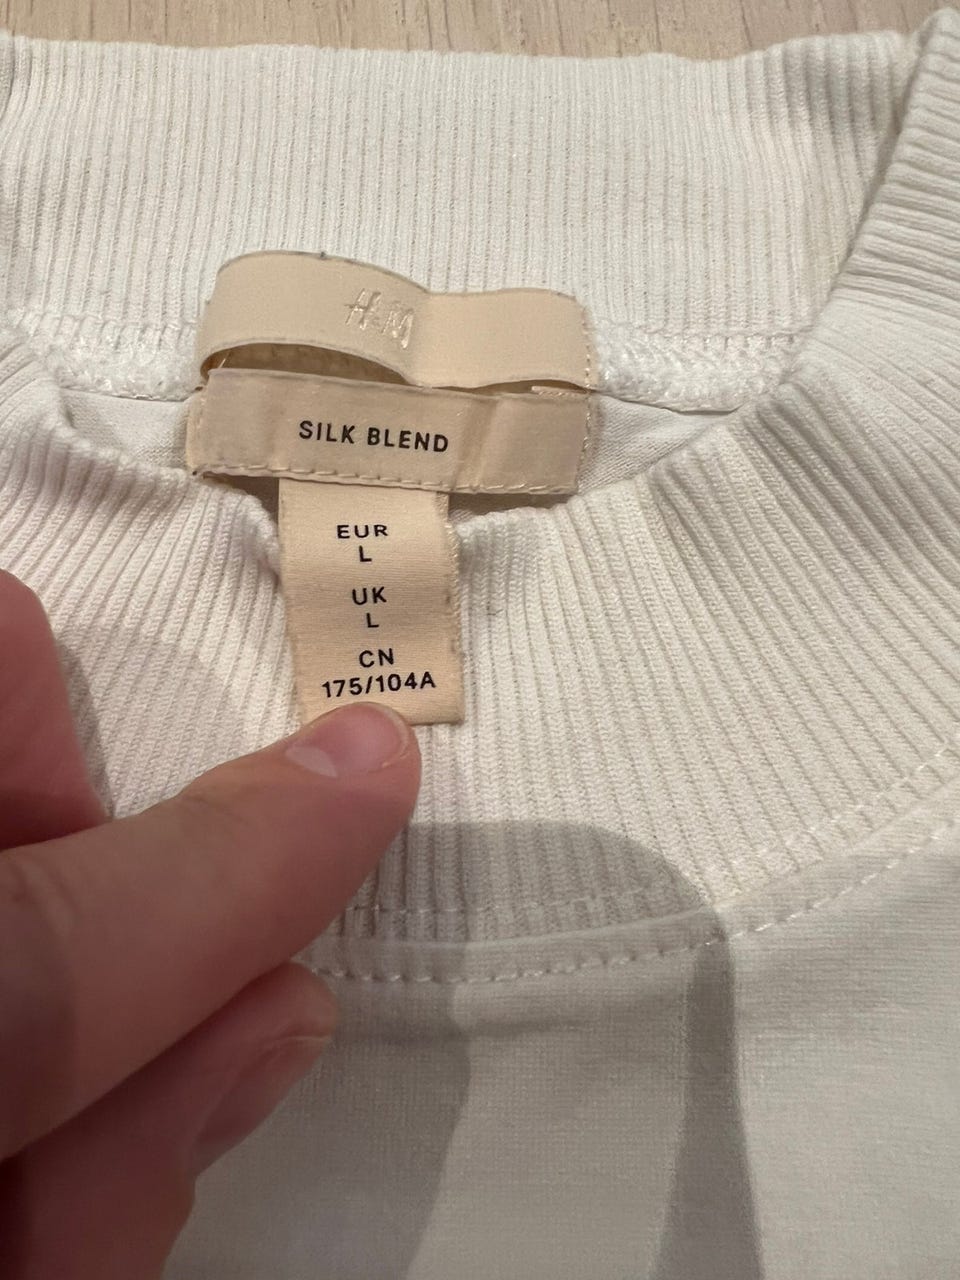 H&M
SILK BLEND
EUR
L
UK
L
CN
175/104A